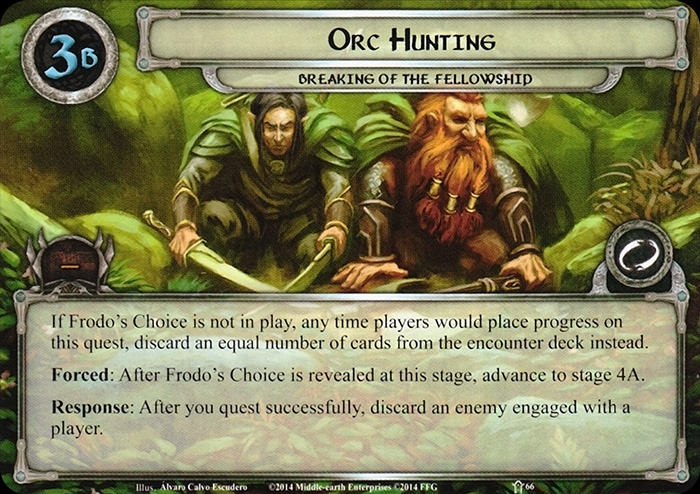 3B
ORC HUNTING
BREAKING OF THE FELLOWSHIP
-
If Frodo's Choice is not in play, any time players would place progress on
this quest, discard an equal number of cards from the encounter deck instead.
Forced: After Frodo's Choice is revealed at this stage, advance to stage 4A.
Response: After you quest successfully, discard an enemy engaged with a
player.
Illus. Álvaro Calvo Escudero ©2014 Middle-earth Enterprises ©2014 FFG 66